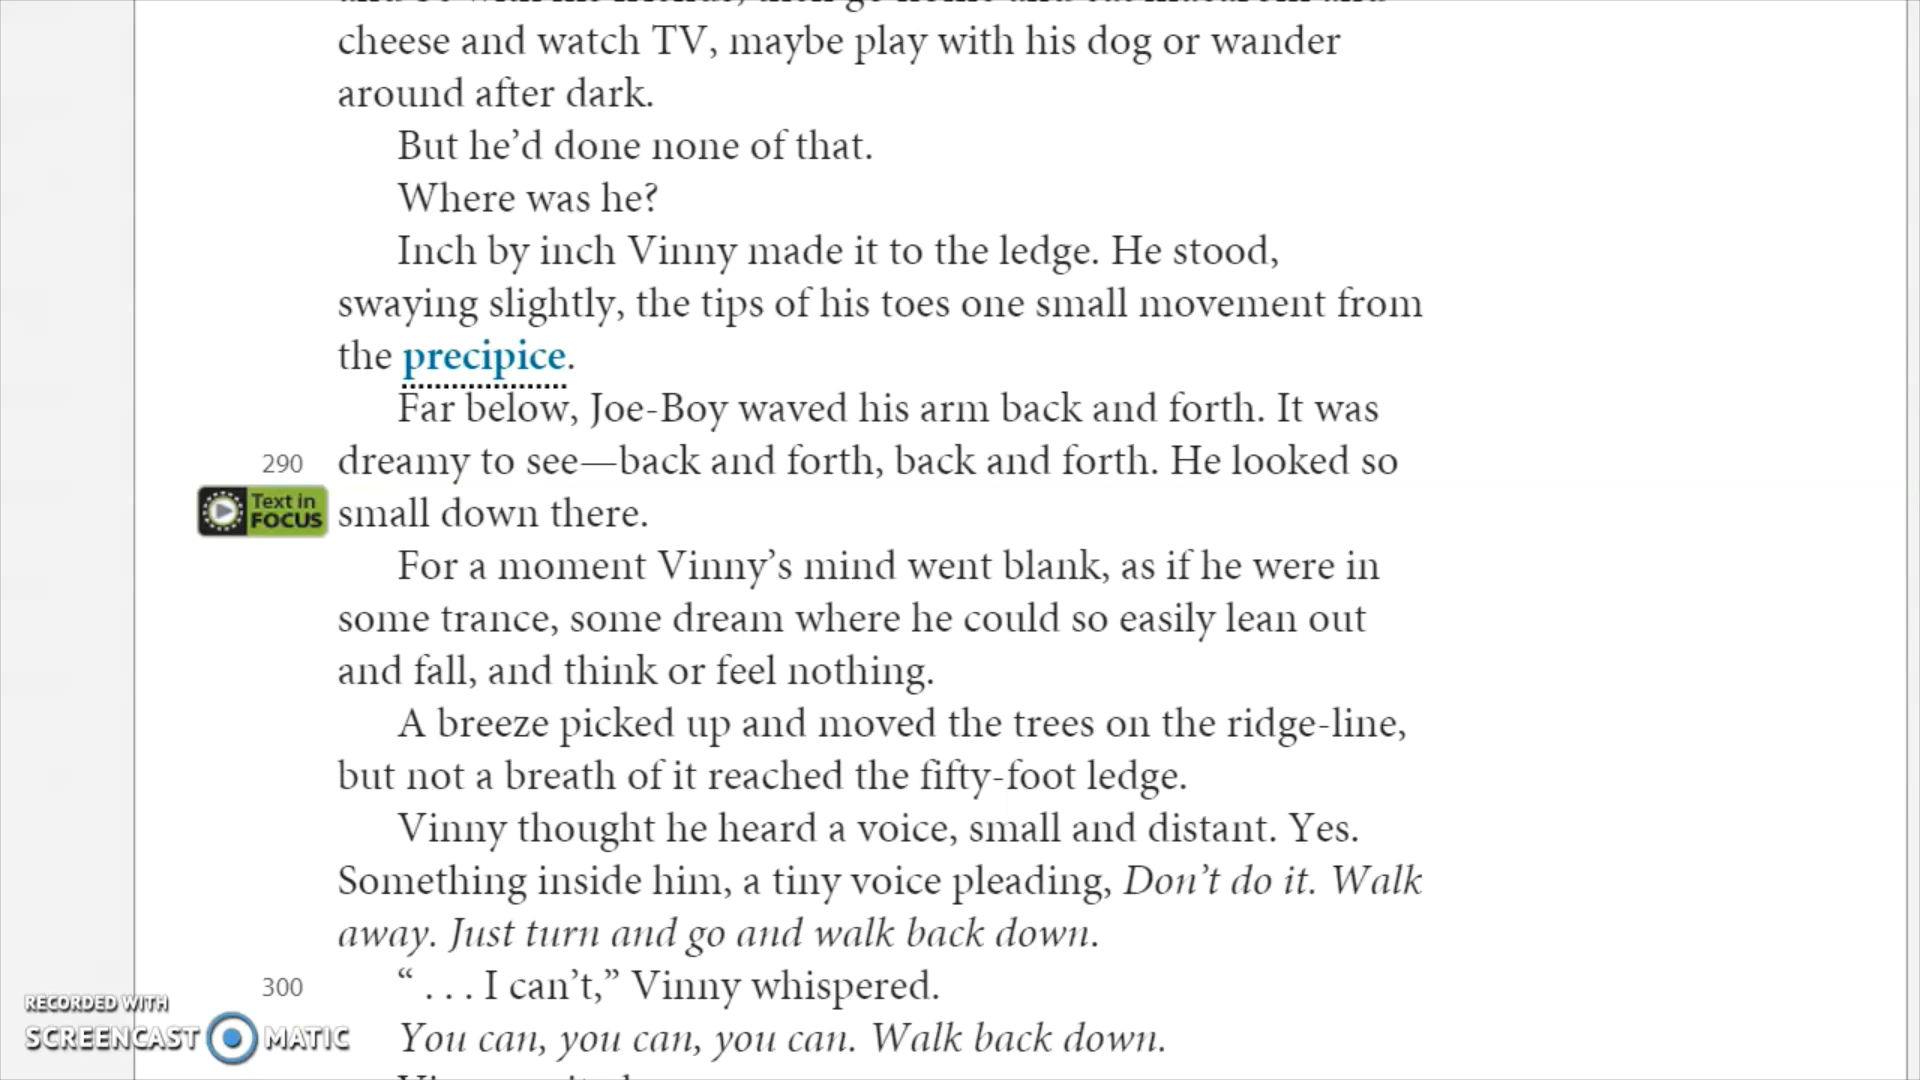 cheese and watch TV, maybe play with his dog or wander
around after dark.
But he’d done none of that.
Where was he?
Inch by inch Vinny made it to the ledge. He stood,
swaying slightly, the tips of his toes one small movement from
the precipice.
Far below, Joe-Boy waved his arm back and forth. It was
290 dreamy to see—back and forth, back and forth. He looked so
Text in
FOCUS
small down there.
For a moment Vinny’s mind went blank, as if he were in
some trance, some dream where he could so easily lean out
and fall, and think or feel nothing.
A breeze picked up and moved the trees on the ridge-line,
but not a breath of it reached the fifty-foot ledge.
Vinny thought he heard a voice, small and distant. Yes.
Something inside him, a tiny voice pleading, Don’t do it. Walk
away. Just turn and go and walk back down.
300 “ . . . I can’t,” Vinny whispered.
You can, you can, you can. Walk back down.
RECORDED WITH
SCREENCAST MATIC